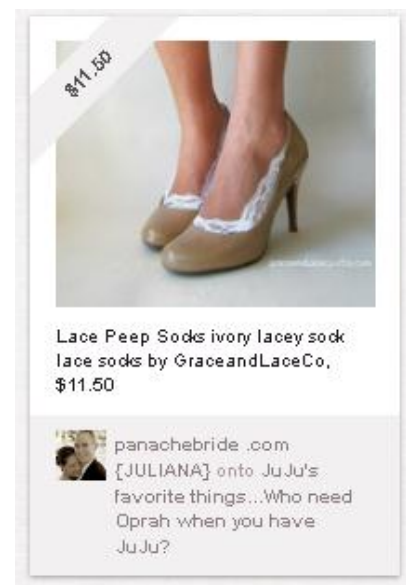 $11.50
Lace Peep Socks ivory lacey sock
lace socks by GraceandLaceCo,
$11.50
panachebride .com
{JULIANA} onto JuJu's
favorite things...Who need
Oprah when you have
JuJu?